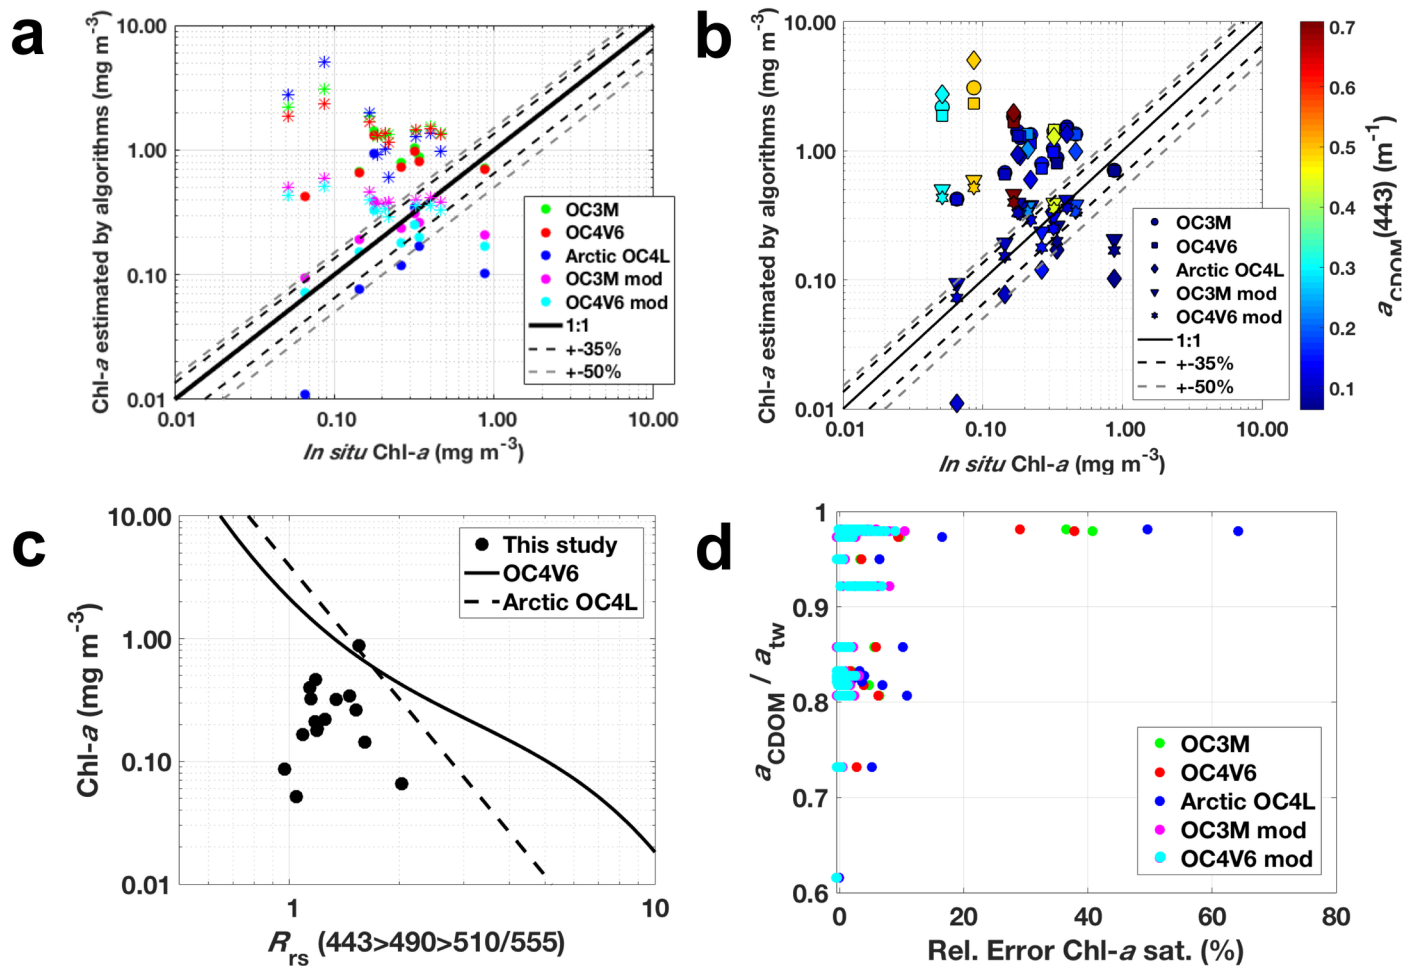 a
Chl-a estimated by algorithms (mg m-3)
10.00
1.00
0.10
0.01
0.01
0.10
1.00
10.00
In situ Chl-a (mg m-3)
OC3M
OC4V6
Arctic OC4L
OC3M mod
OC4V6 mod
1:1
+-35%
+-50%
b
Chl-a estimated by algorithms (mg m-3)
10.00
1.00
0.10
0.01
0.01
0.10
1.00
10.00
In situ Chl-a (mg m-3)
OC3M
OC4V6
Arctic OC4L
OC3M mod
OC4V6 mod
1:1
+-35%
+-50%
0.7
0.6
0.5
0.4
0.3
0.2
0.1
aCDOM(443) (m-1)
c
Chl-a (mg m-3)
10.00
1.00
0.10
0.01
1
10
Rrs (443>490>510/555)
This study
OC4V6
Arctic OC4L
d
aCDOM / atw
1
0.9
0.8
0.7
0.6
0
20
40
60
80
Rel. Error Chl-a sat. (%)
OC3M
OC4V6
Arctic OC4L
OC3M mod
OC4V6 mod